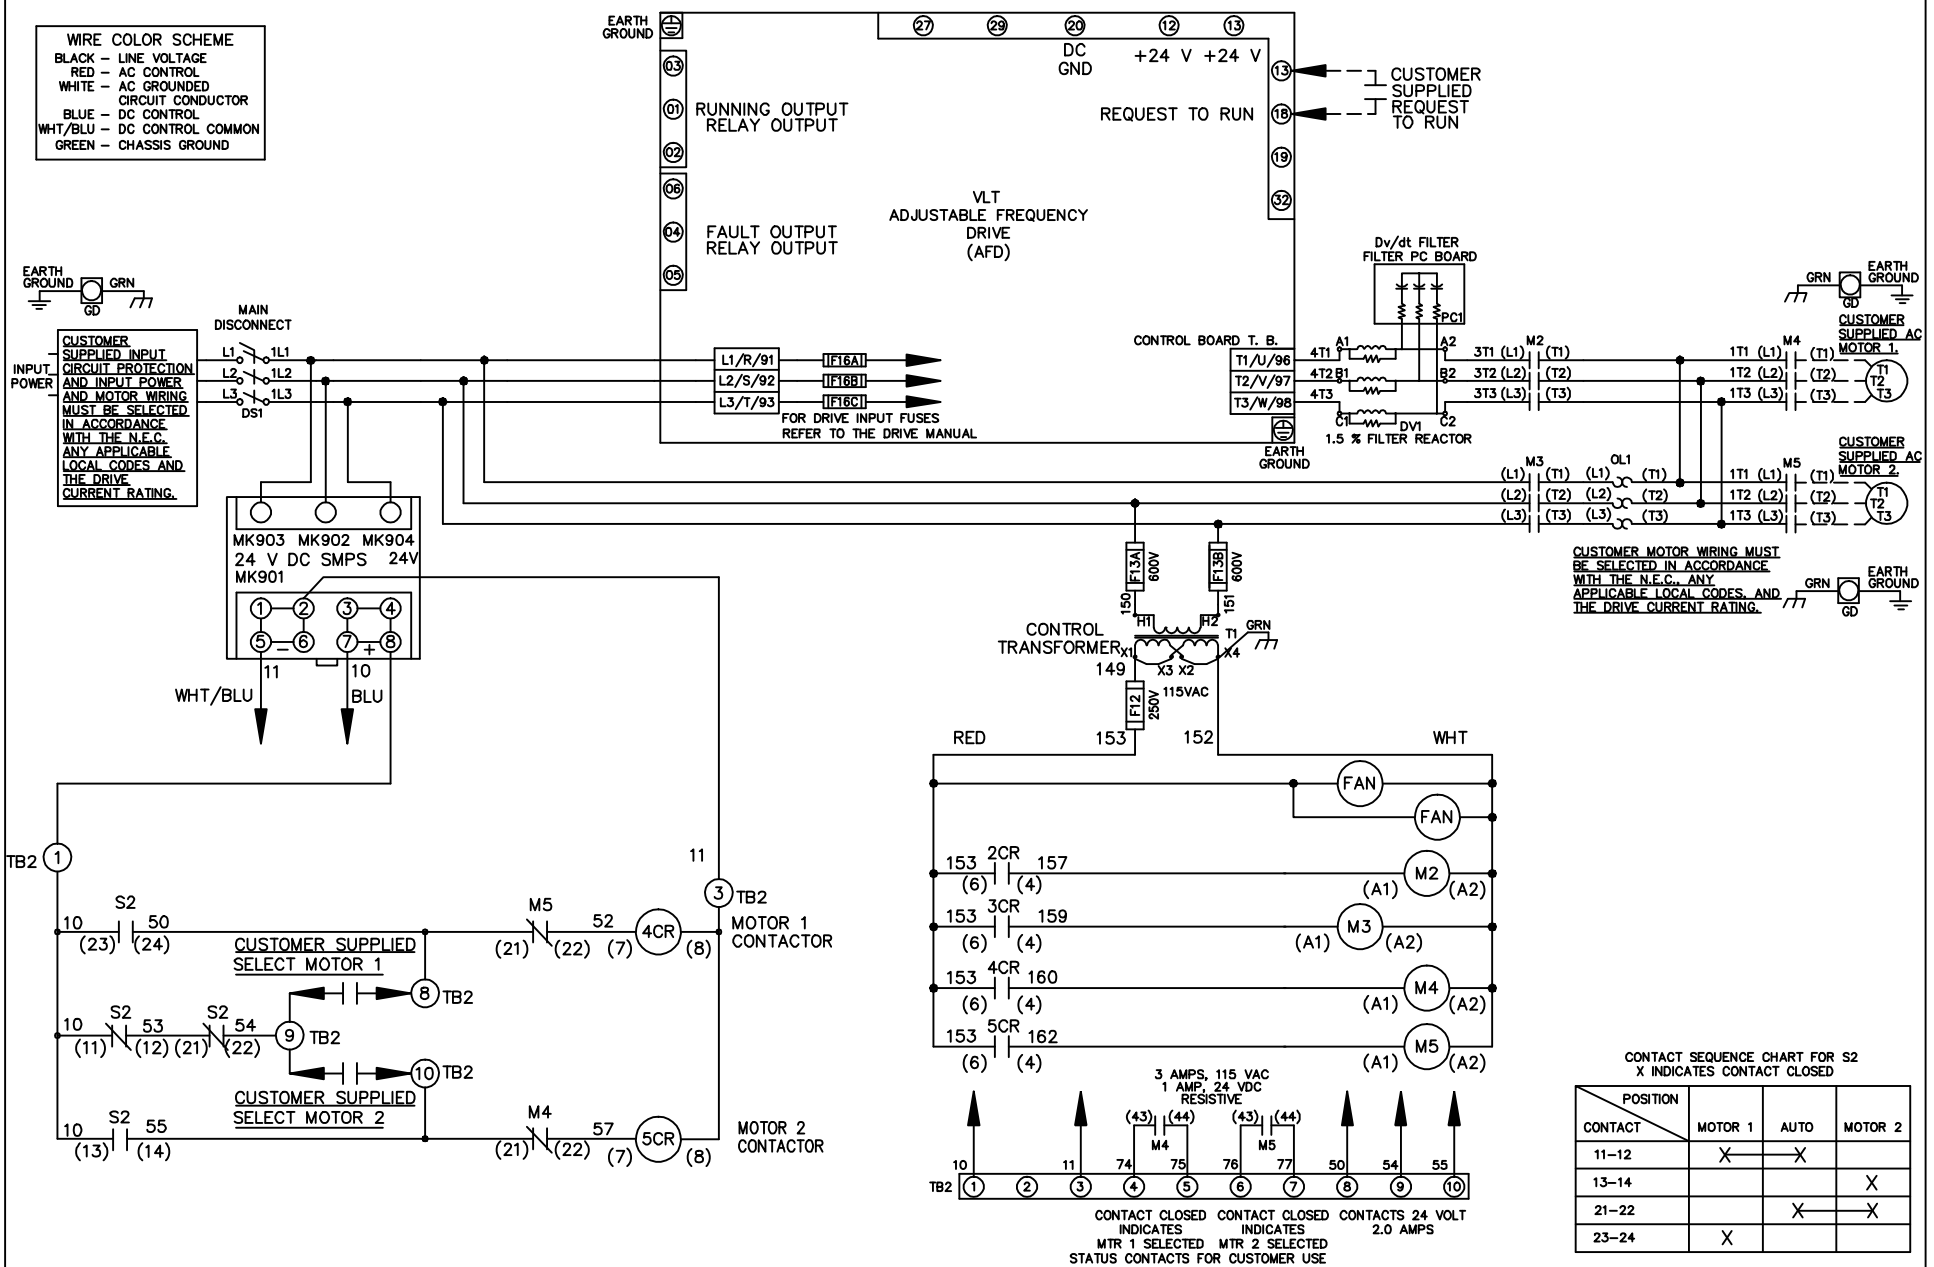 WIRE COLOR SCHEME
BLACK – LINE VOLTAGE
RED – AC CONTROL
WHITE – AC GROUNDED
CIRCUIT CONDUCTOR
BLUE – DC CONTROL
WHT/BLU – DC CONTROL COMMON
GREEN – CHASSIS GROUND
EARTH
GROUND
27 29 20 12 13
DC
GND
+24 V +24 V
03
01
02
RUNNING OUTPUT
RELAY OUTPUT
06
04
05
FAULT OUTPUT
RELAY OUTPUT
VLT
ADJUSTABLE FREQUENCY
DRIVE
(AFD)
REQUEST TO RUN
13
18
19
32
CUSTOMER
SUPPLIED
REQUEST
TO RUN
EARTH
GROUND
GRN
GD
INPUT
POWER
CUSTOMER
SUPPLIED INPUT
CIRCUIT PROTECTION
AND INPUT POWER
AND MOTOR WIRING
MUST BE SELECTED
IN ACCORDANCE
WITH THE N.E.C.
ANY APPLICABLE
LOCAL CODES AND
THE DRIVE
CURRENT RATING.
MAIN
DISCONNECT
L1 1L1
L2 1L2
L3 1L3
DS1
L1/R/91 F16A
L2/S/92 F16B
L3/T/93 F16C
FOR DRIVE INPUT FUSES
REFER TO THE DRIVE MANUAL
CONTROL BOARD T. B.
T1/U/96
T2/V/97
T3/W/98
EARTH
GROUND
Dv/dt FILTER
FILTER PC BOARD
PC1
4T1 A1 A2
4T2 B1 B2
4T3 C1 C2
DV1
1.5 % FILTER REACTOR
M2
3T1 (L1) (T1)
3T2 (L2) (T2)
3T3 (L3) (T3)
M4
1T1 (L1) (T1)
1T2 (L2) (T2)
1T3 (L3) (T3)
GRN
GD
EARTH
GROUND
CUSTOMER
SUPPLIED AC
MOTOR 1.
T1
T2
T3
M3 OL1
(L1) (T1) (L1) (T1)
(L2) (T2) (L2) (T2)
(L3) (T3) (L3) (T3)
M5
1T1 (L1) (T1)
1T2 (L2) (T2)
1T3 (L3) (T3)
CUSTOMER
SUPPLIED AC
MOTOR 2.
T1
T2
T3
CUSTOMER MOTOR WIRING MUST
BE SELECTED IN ACCORDANCE
WITH THE N.E.C., ANY
APPLICABLE LOCAL CODES, AND
THE DRIVE CURRENT RATING.
GRN
GD
EARTH
GROUND
MK903 MK902 MK904
24 V DC SMPS 24V
MK901
1 2 3 4
5 – 6 7 + 8
11 10
WHT/BLU BLU
F13A 600V
F13B 600V
150 151
H1 H2
T1
GRN
CONTROL
TRANSFORMER
X1 X3 X2 X4
149
F12 250V
115VAC
153 152
RED WHT
FAN
FAN
2CR
153 157
(6) (4)
M2
(A1) (A2)
3CR
153 159
(6) (4)
M3
(A1) (A2)
4CR
153 160
(6) (4)
M4
(A1) (A2)
5CR
153 162
(6) (4)
M5
(A1) (A2)
TB2 1
11
3 TB2
S2
10 50
(23) (24)
M5
(21) (22)
52
(7) 4CR (8)
MOTOR 1
CONTACTOR
CUSTOMER SUPPLIED
SELECT MOTOR 1
8 TB2
S2 S2
10 53 54
(11) (12) (21) (22)
9 TB2
10 TB2
CUSTOMER SUPPLIED
SELECT MOTOR 2
S2
10 55
(13) (14)
M4
(21) (22)
57
(7) 5CR (8)
MOTOR 2
CONTACTOR
3 AMPS, 115 VAC
1 AMP, 24 VDC
RESISTIVE
(43) (44) (43) (44)
M4 M5
10 11 74 75 76 77 50 54 55
TB2 1 2 3 4 5 6 7 8 9 10
CONTACT CLOSED
INDICATES
MTR 1 SELECTED
CONTACT CLOSED
INDICATES
MTR 2 SELECTED
STATUS CONTACTS FOR CUSTOMER USE
CONTACTS 24 VOLT
2.0 AMPS
CONTACT SEQUENCE CHART FOR S2
X INDICATES CONTACT CLOSED
POSITION
CONTACT MOTOR 1 AUTO MOTOR 2
11–12 X X
13–14 X
21–22 X X
23–24 X